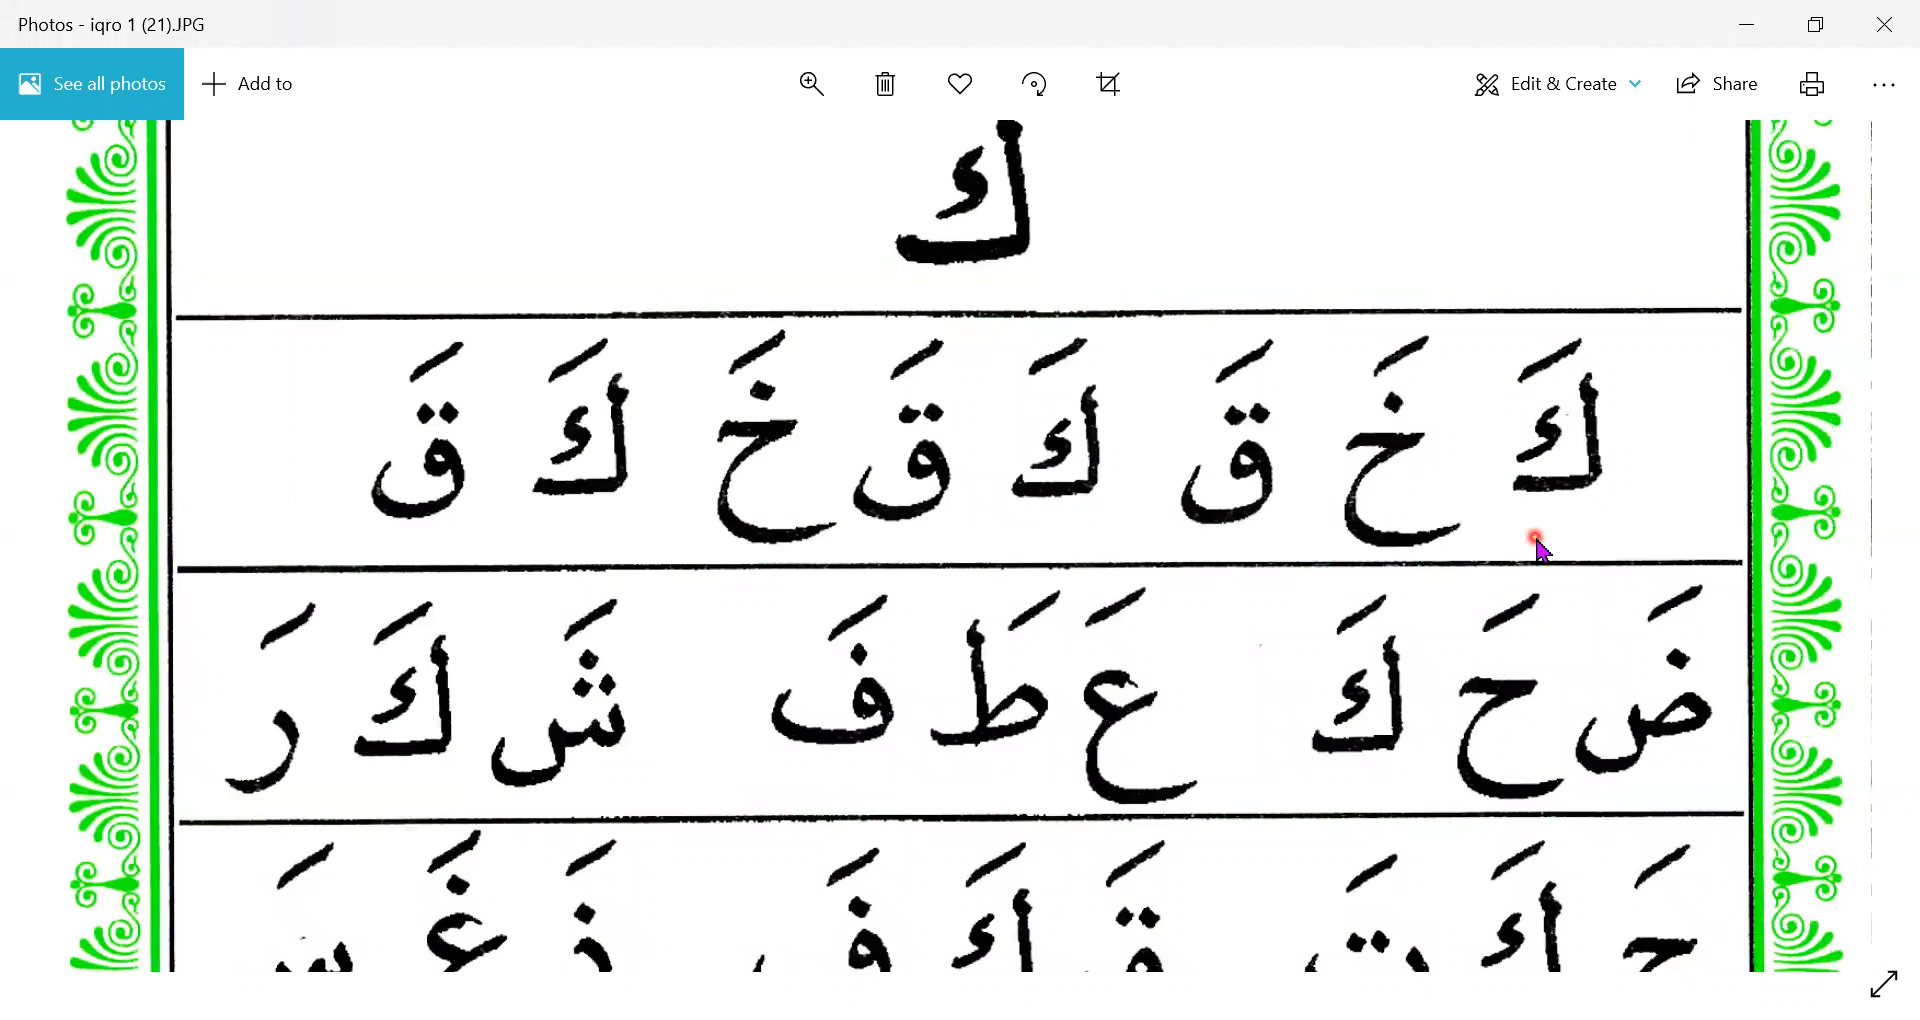 Photos - iqro 1 (21).JPG
See all photos
Add to
Edit & Create
Share
ك
كَ خَ قَ كَ قَ خَ كَ قَ
ضَ حَ كَ عَ طَ فَ شَ كَ رَ
حَ كَ تَ قَ كَ فَ نَ غَ سَ